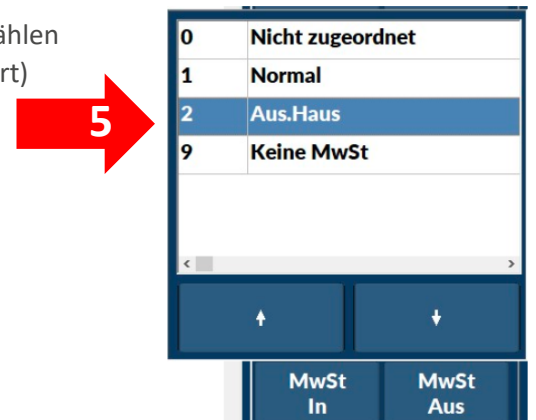 ählen
rt)
5
0 Nicht zugeordnet
1 Normal
2 Aus.Haus
9 Keine MwSt
MwSt In
MwSt Aus